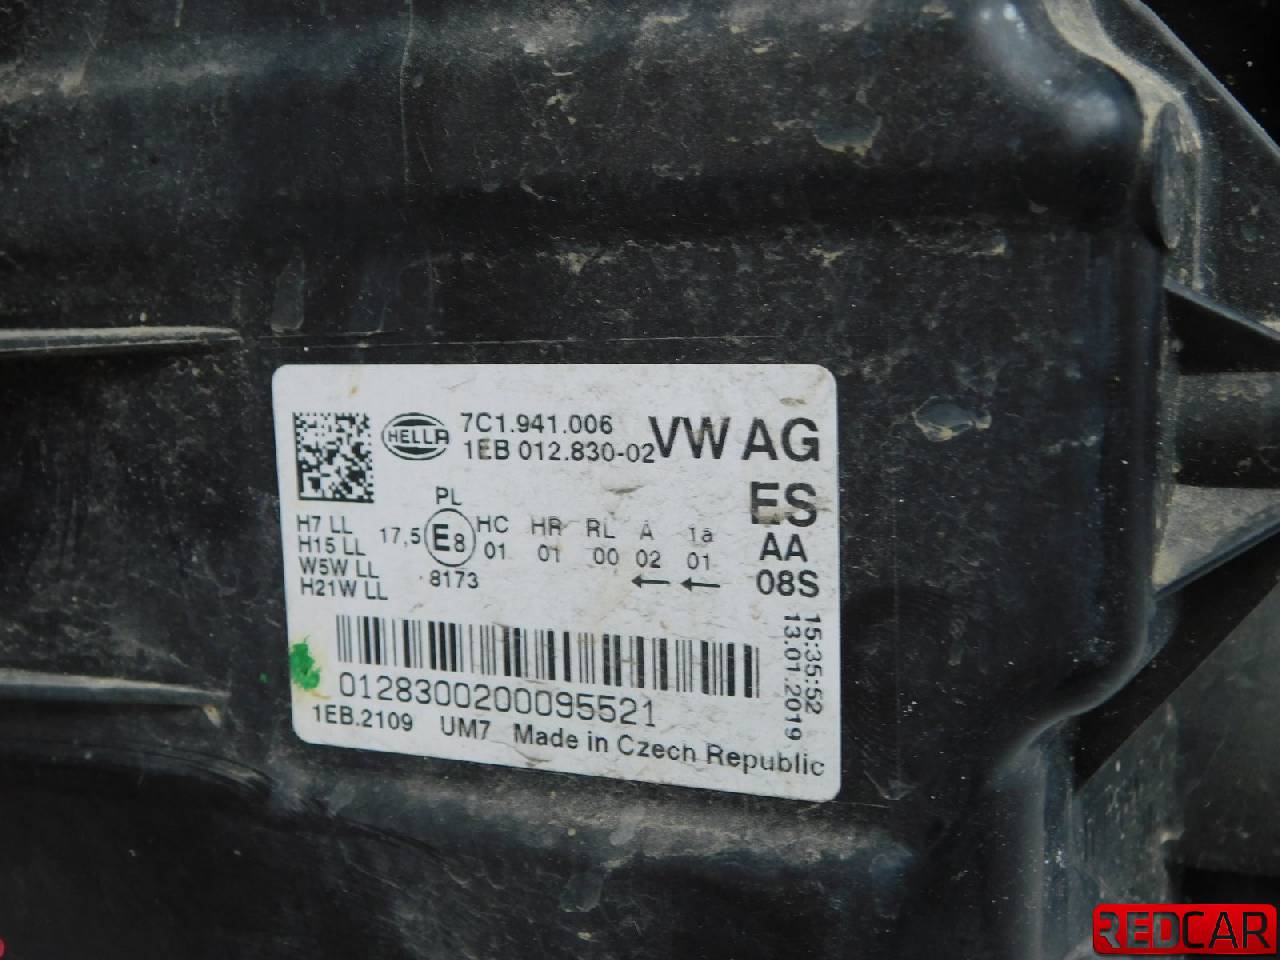 HELLA
7C1.941.006
1EB 012.830-02
VW AG
ES
AA
08S
H7 LL
H15 LL
W5W LL
H21W LL
PL
17,5 E8 HC HR RL A 1a
01 01 00 02 01
8173 ← ←
15:35:52
13.01.2019
01283002000095521
1EB.2109 UM7 Made in Czech Republic
REDCAR